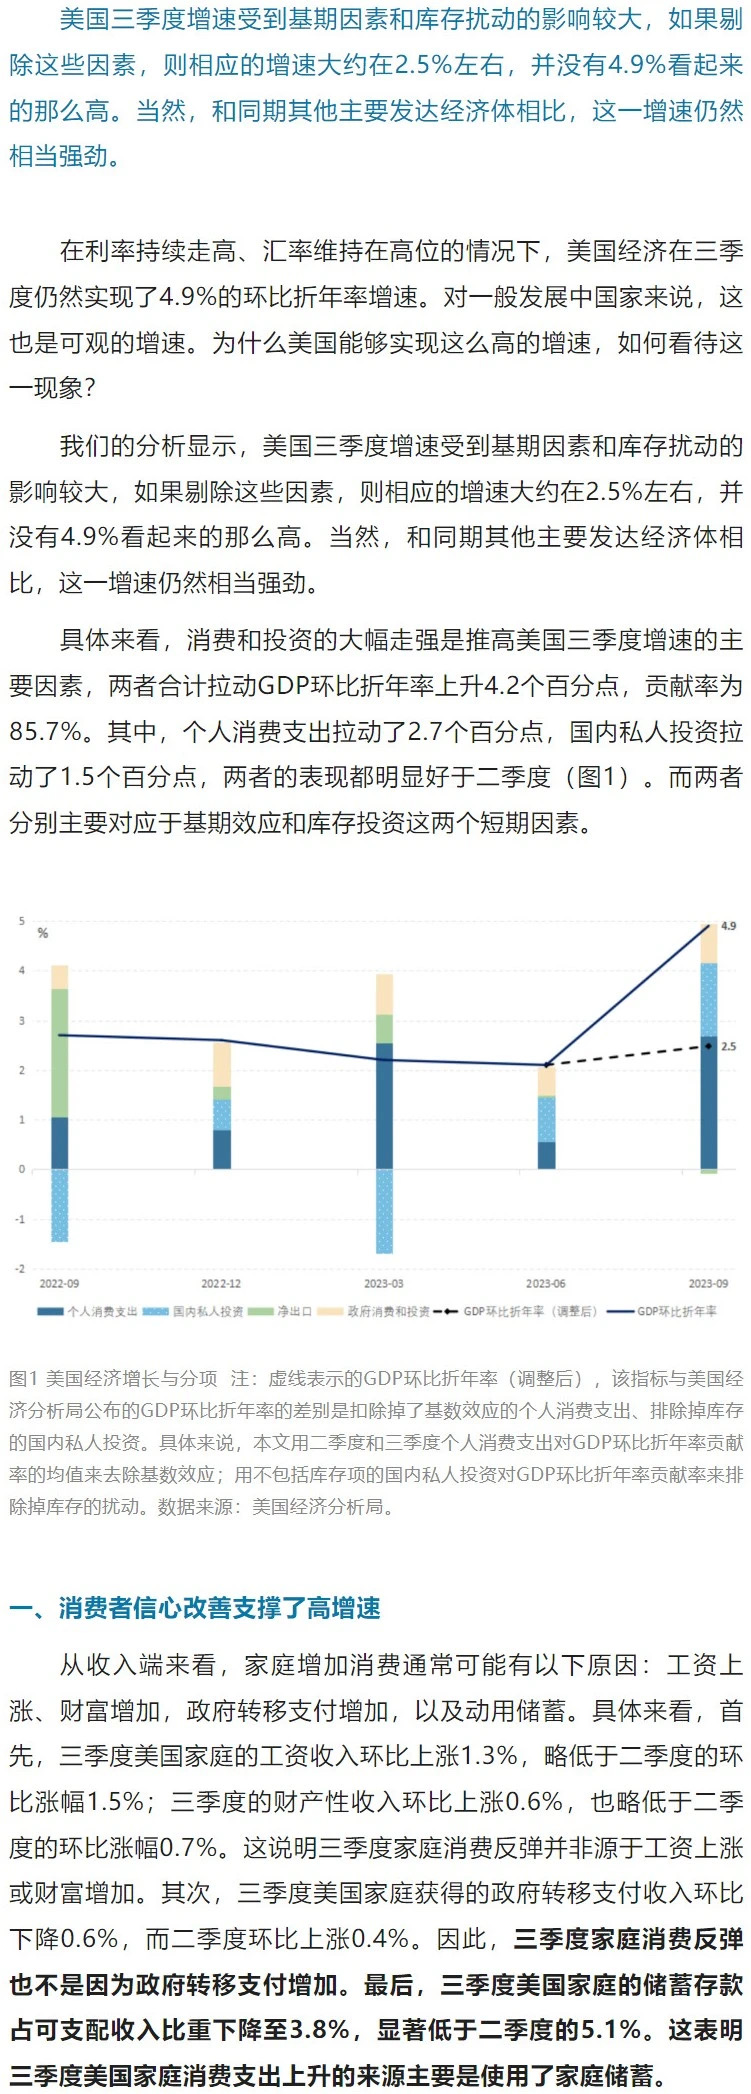 美国三季度增速受到基期因素和库存扰动的影响较大，如果剔
除这些因素，则相应的增速大约在2.5%左右，并没有4.9%看起来
的那么高。当然，和同期其他主要发达经济体相比，这一增速仍然
相当强劲。
在利率持续走高、汇率维持在高位的情况下，美国经济在三季
度仍然实现了4.9%的环比折年率增速。对一般发展中国家来说，这
也是可观的增速。为什么美国能够实现这么高的增速，如何看待这
一现象？
我们的分析显示，美国三季度增速受到基期因素和库存扰动的
影响较大，如果剔除这些因素，则相应的增速大约在2.5%左右，并
没有4.9%看起来的那么高。当然，和同期其他主要发达经济体相
比，这一增速仍然相当强劲。
具体来看，消费和投资的大幅走强是推高美国三季度增速的主
要因素，两者合计拉动GDP环比折年率上升4.2个百分点，贡献率为
85.7%。其中，个人消费支出拉动了2.7个百分点，国内私人投资拉
动了1.5个百分点，两者的表现都明显好于二季度（图1）。而两者
分别主要对应于基期效应和库存投资这两个短期因素。
5
%
4.9
4
3
2.5
2
1
0
-1
-2
2022-09 2022-12 2023-03 2023-06 2023-09
个人消费支出 国内私人投资 净出口 政府消费和投资 GDP环比折年率（调整后） GDP环比折年率
图1 美国经济增长与分项 注：虚线表示的GDP环比折年率（调整后），该指标与美国经
济分析局公布的GDP环比折年率的差别是扣除掉了基数效应的个人消费支出、排除掉库存
的国内私人投资。具体来说，本文用二季度和三季度个人消费支出对GDP环比折年率贡献
率的均值来去除基数效应；用不包括库存项的国内私人投资对GDP环比折年率贡献率来排
除掉库存的扰动。数据来源：美国经济分析局。
一、消费者信心改善支撑了高增速
从收入端来看，家庭增加消费通常可能有以下原因：工资上
涨、财富增加，政府转移支付增加，以及动用储蓄。具体来看，首
先，三季度美国家庭的工资收入环比上涨1.3%，略低于二季度的环
比涨幅1.5%；三季度的财产性收入环比上涨0.6%，也略低于二季
度的环比涨幅0.7%。这说明三季度家庭消费反弹并非源于工资上涨
或财富增加。其次，三季度美国家庭获得的政府转移支付收入环比
下降0.6%，而二季度环比上涨0.4%。因此，三季度家庭消费反弹
也不是因为政府转移支付增加。最后，三季度美国家庭的储蓄存款
占可支配收入比重下降至3.8%，显著低于二季度的5.1%。这表明
三季度美国家庭消费支出上升的来源主要是使用了家庭储蓄。